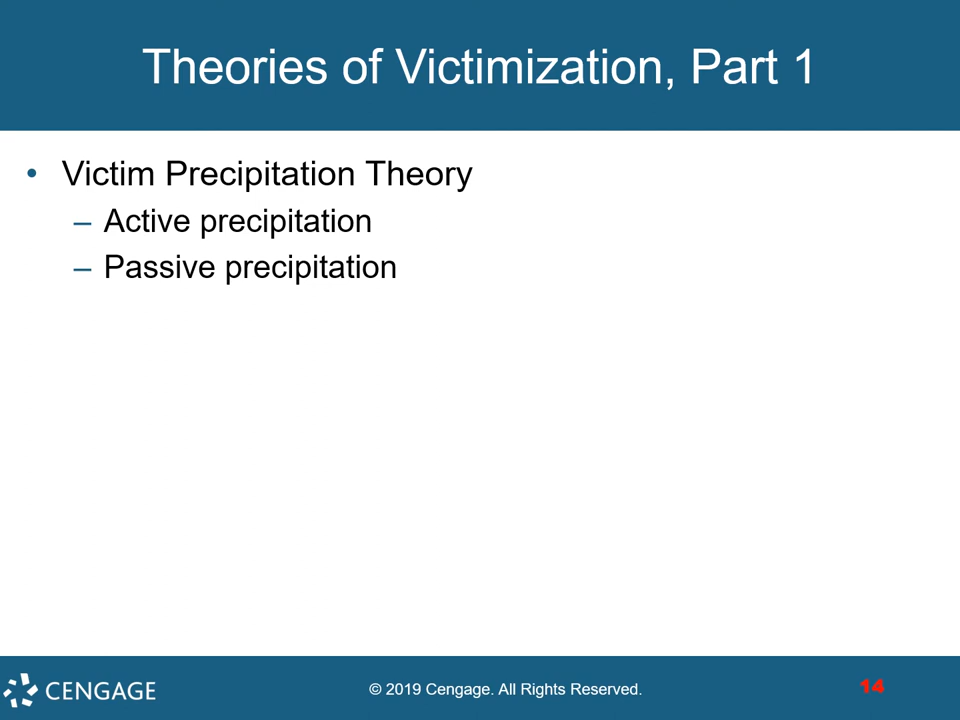 Theories of Victimization, Part 1
• Victim Precipitation Theory
– Active precipitation
– Passive precipitation
CENGAGE
© 2019 Cengage. All Rights Reserved.
14